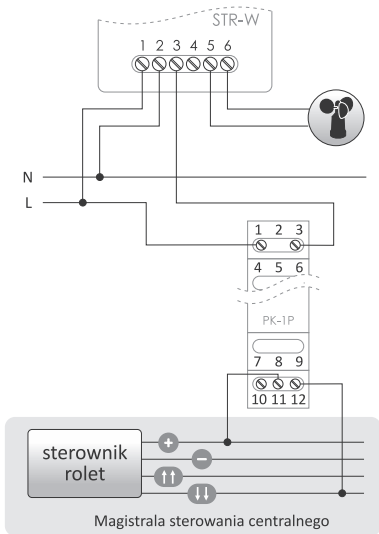 STR-W
1 2 3 4 5 6
N
L
1 2 3
4 5 6
PK-1P
7 8 9
10 11 12
sterownik
rolet
+
−
Magistrala sterowania centralnego